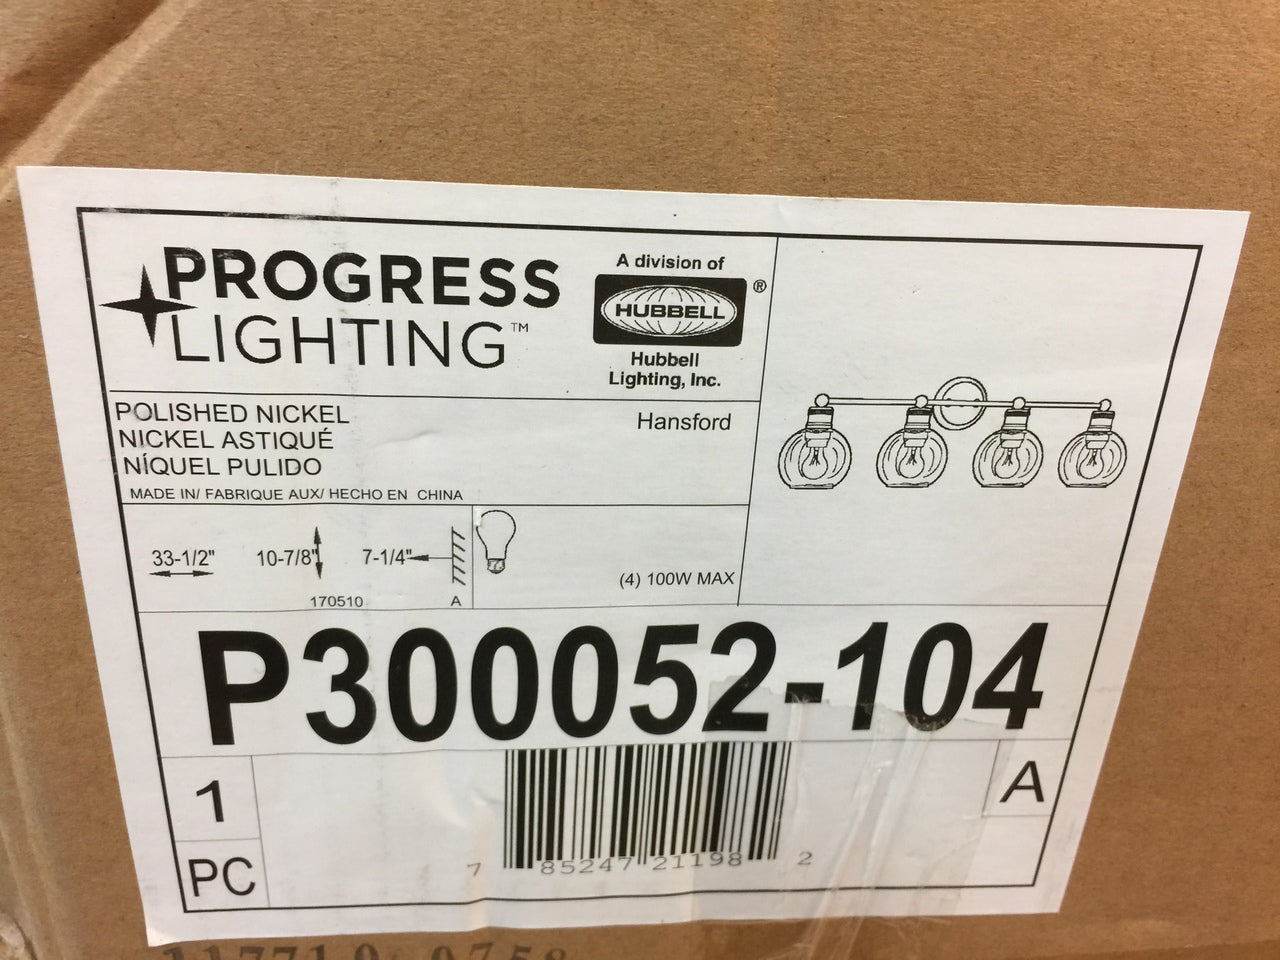 PROGRESS
LIGHTING™
A division of
HUBBELL ®
Hubbell
Lighting, Inc.
POLISHED NICKEL
NICKEL ASTIQUÉ
NÍQUEL PULIDO
Hansford
MADE IN/ FABRIQUE AUX/ HECHO EN CHINA
33-1/2" 10-7/8" 7-1/4"
170510 A
(4) 100W MAX
P300052-104
1
PC
A
7 85247 21198 2